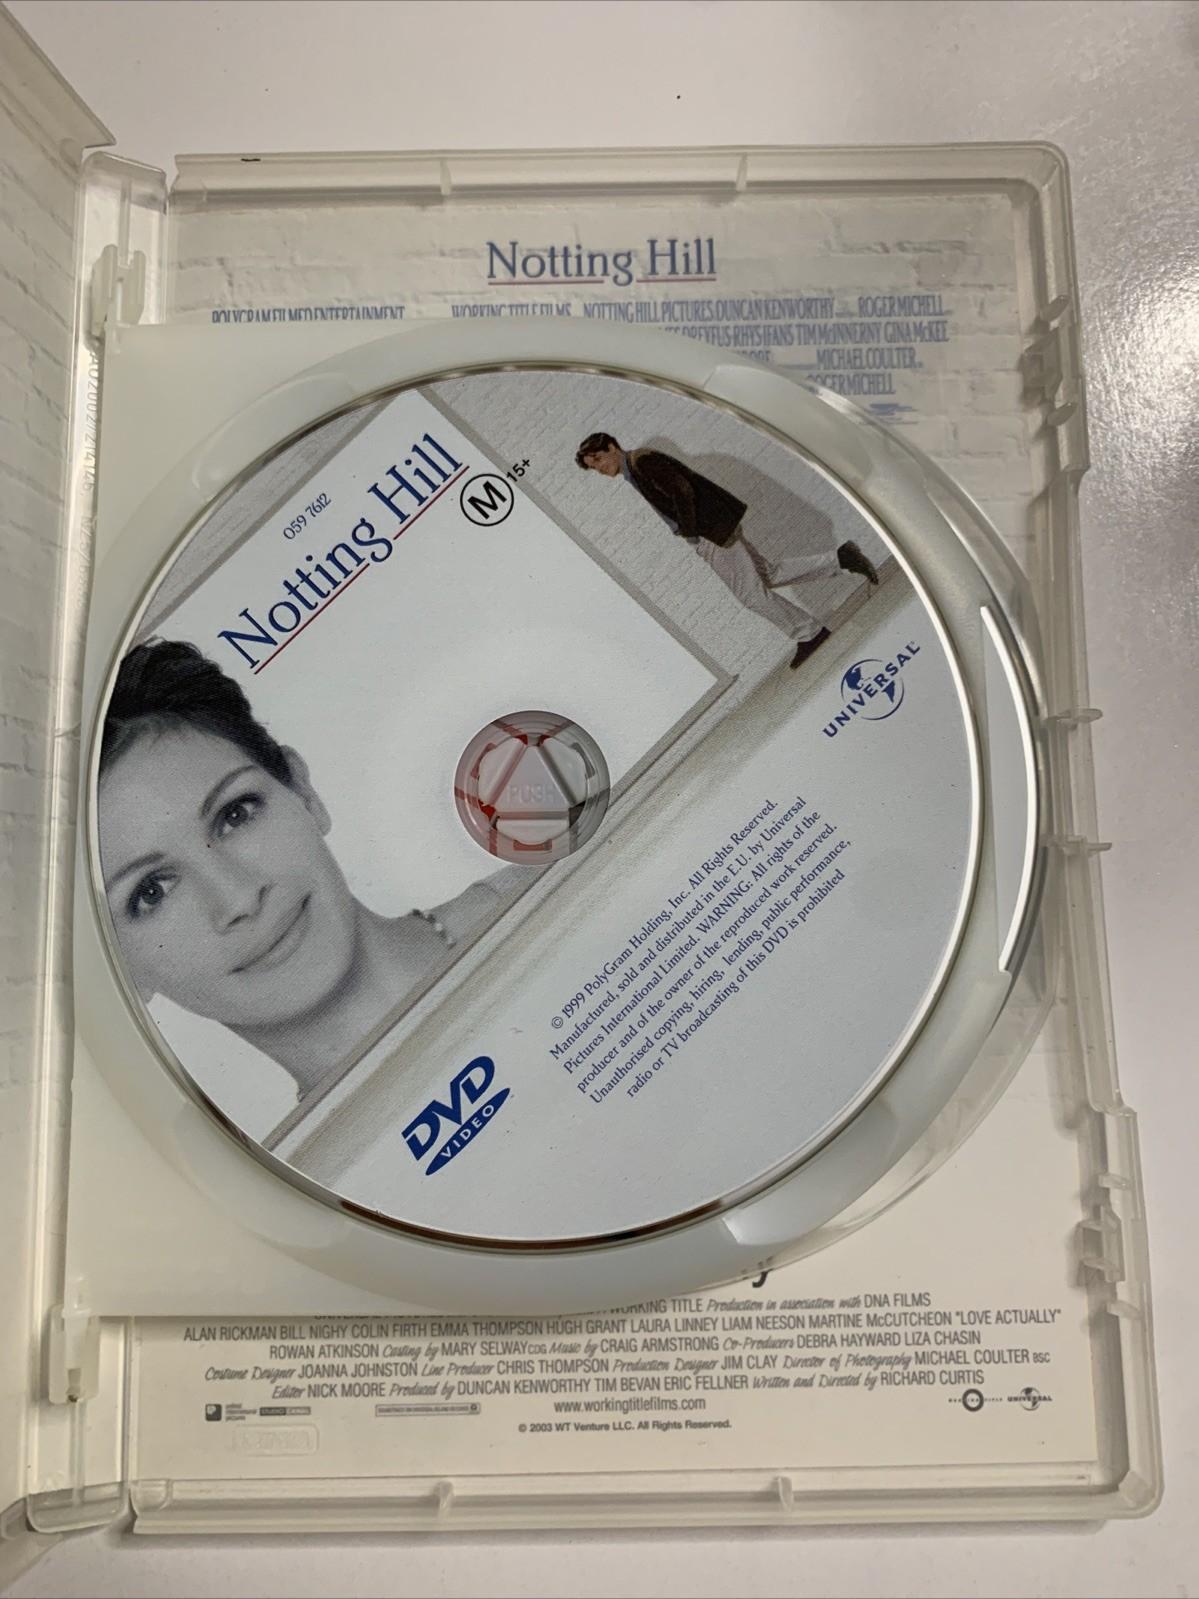 Notting Hill
POLYGRAM FILMED ENTERTAINMENT WORKING TITLE FILMS NOTTING HILL PICTURES DUNCAN KENWORTHY ROGER MICHELL
DREYFUS RHYS IFANS TIM McINNERNY GINA McKEE
MICHAEL COULTER
ROGER MICHELL
059 7612
Notting Hill
M 15+
UNIVERSAL
PUSH
© 1999 PolyGram Holding, Inc. All Rights Reserved.
Manufactured, sold and distributed in the E.U. by Universal
Pictures International Limited. WARNING: All rights of the
producer and of the owner of the reproduced work reserved.
Unauthorised copying, hiring, lending, public performance,
radio or TV broadcasting of this DVD is prohibited
DVD
VIDEO
WORKING TITLE Production in association with DNA FILMS
ALAN RICKMAN BILL NIGHY COLIN FIRTH EMMA THOMPSON HUGH GRANT LAURA LINNEY LIAM NEESON MARTINE McCUTCHEON "LOVE ACTUALLY"
ROWAN ATKINSON Casting by MARY SELWAY CDG Music by CRAIG ARMSTRONG Co-Producers DEBRA HAYWARD LIZA CHASIN
Costume Designer JOANNA JOHNSTON Line Producer CHRIS THOMPSON Production Designer JIM CLAY Director of Photography MICHAEL COULTER BSC
Editor NICK MOORE Produced by DUNCAN KENWORTHY TIM BEVAN ERIC FELLNER Written and Directed by RICHARD CURTIS
UNIVERSAL
www.workingtitlefilms.com
© 2003 WT Venture LLC. All Rights Reserved.